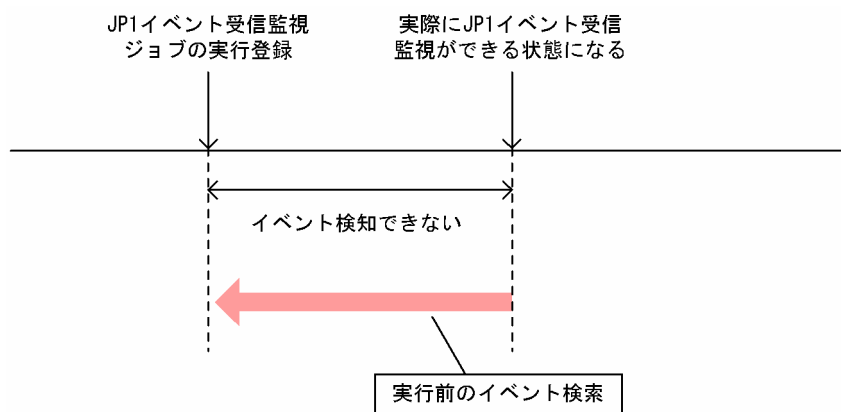 JP1イベント受信監視
ジョブの実行登録
実際にJP1イベント受信
監視ができる状態になる
イベント検知できない
実行前のイベント検索